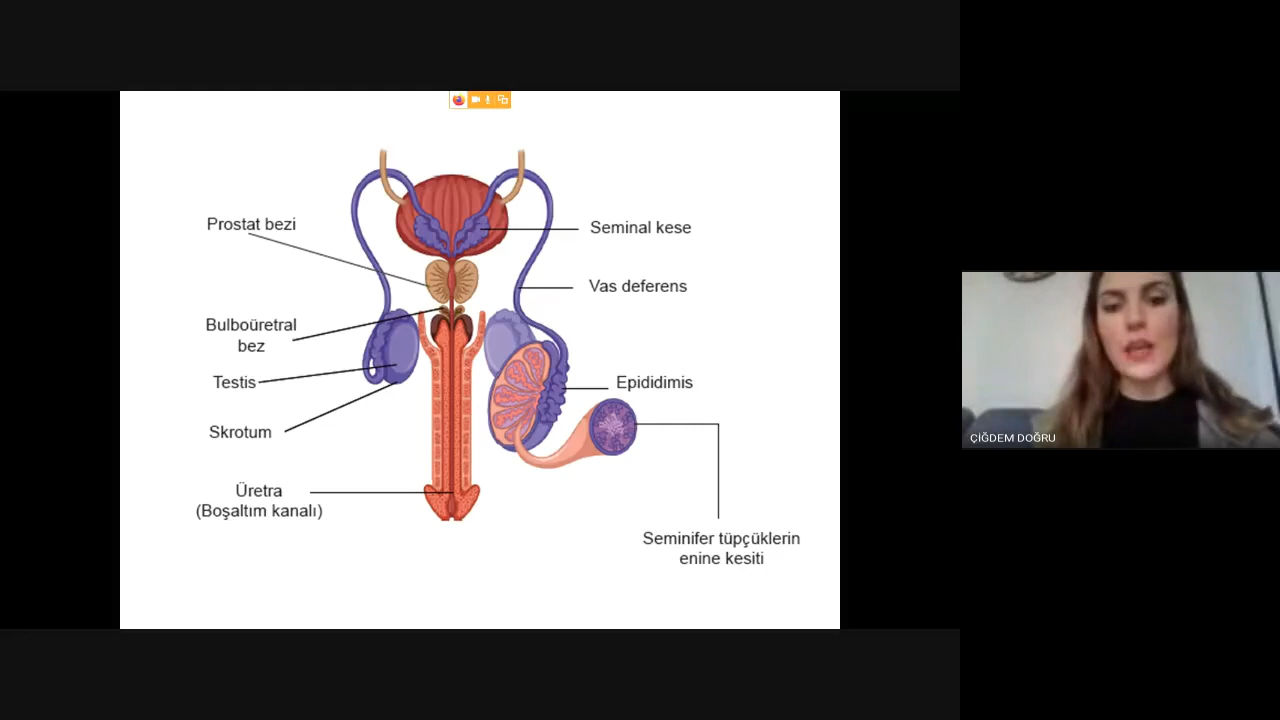 Prostat bezi
Seminal kese
Vas deferens
Bulboüretral
bez
Testis
Epididimis
Skrotum
Üretra
(Boşaltım kanalı)
Seminifer tüpçüklerin
enine kesiti
ÇİĞDEM DOĞRU